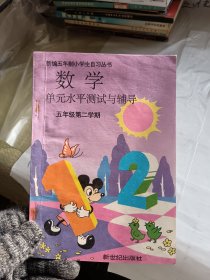 新编五年制小学生自习丛书
数学
单元水平测试与辅导
五年级第二学期
1 2
新世纪出版社